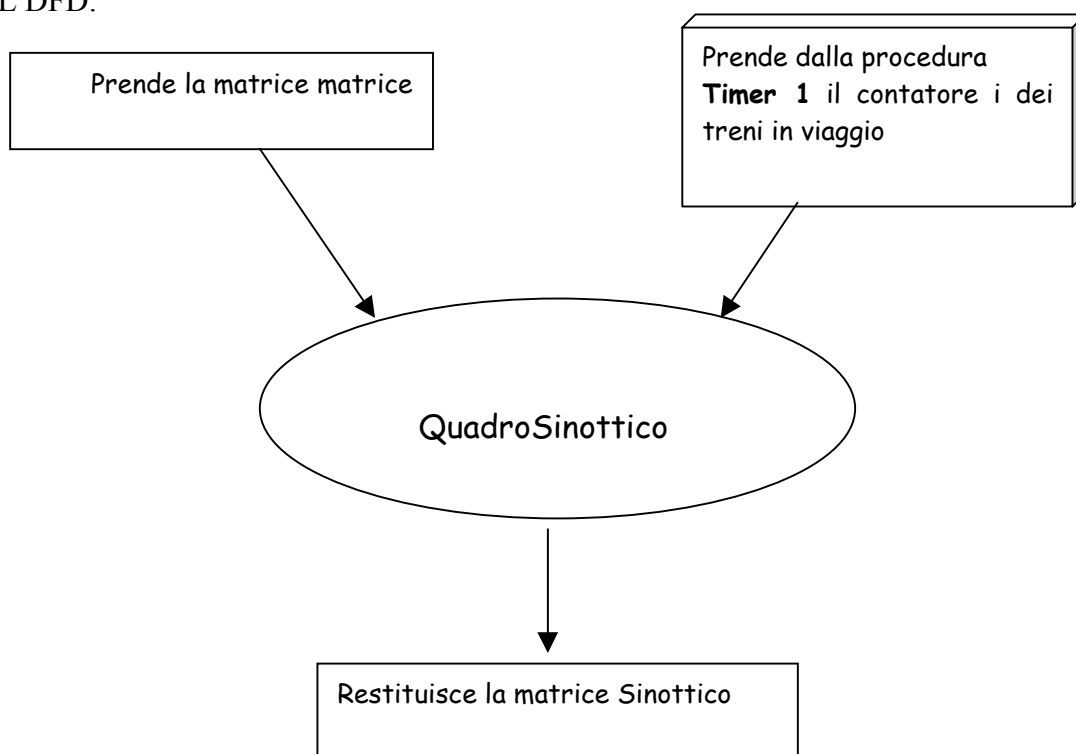 L DFD.
Prende la matrice matrice
Prende dalla procedura
Timer 1 il contatore i dei
treni in viaggio
QuadroSinottico
Restituisce la matrice Sinottico